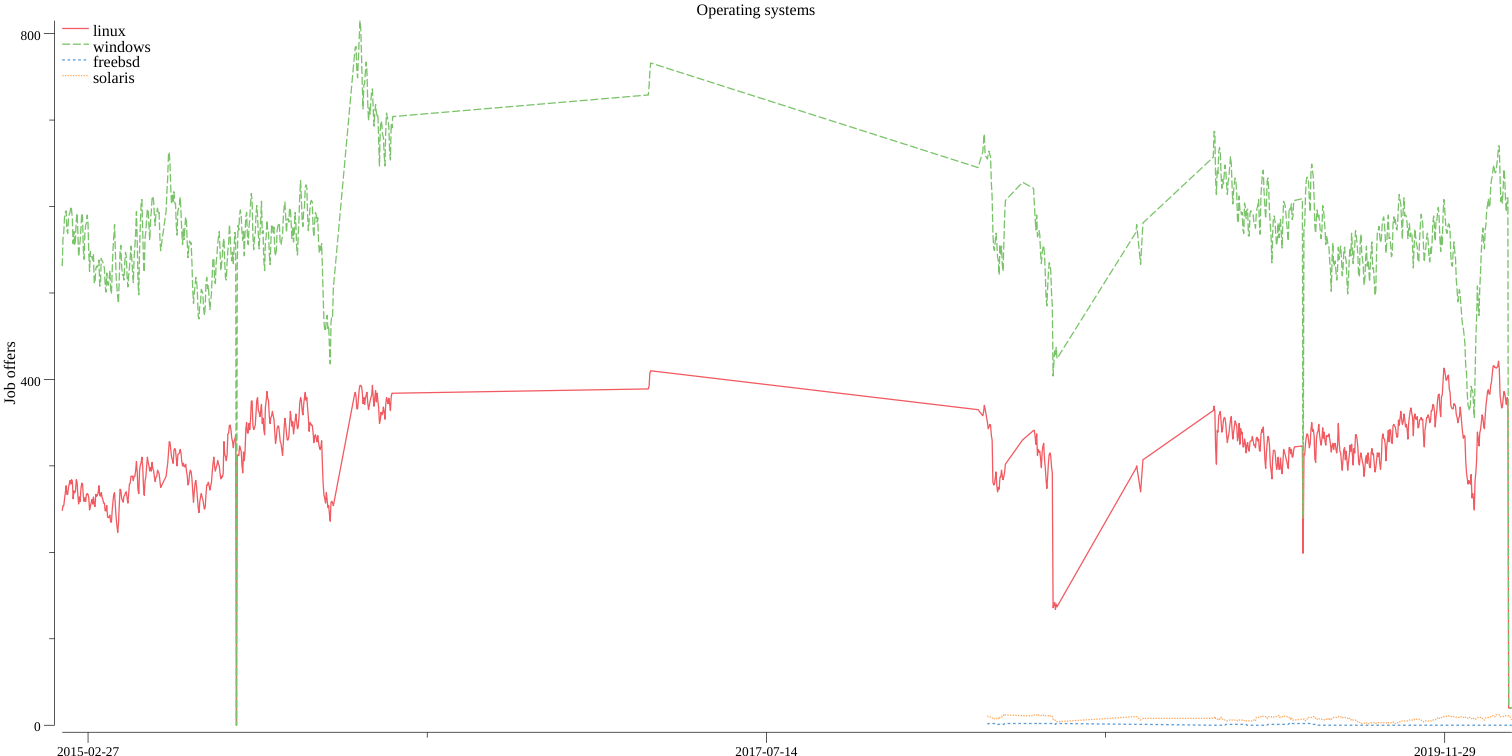 Operating systems
linux
windows
freebsd
solaris
800
400
0
Job offers
2015-02-27
2017-07-14
2019-11-29